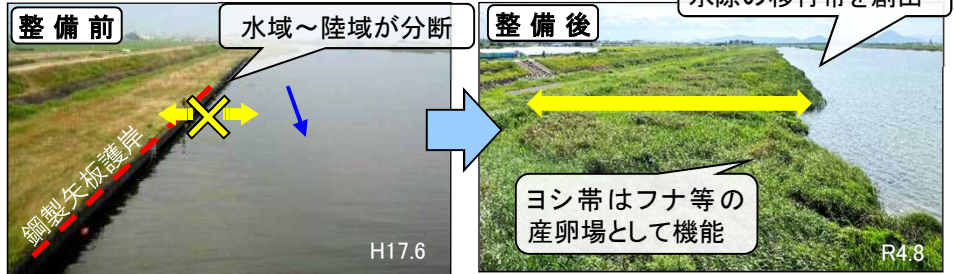 整備前
水域～陸域が分断
鋼製矢板護岸
H17.6
整備後
水際の移行帯を創出
ヨシ帯はフナ等の
産卵場として機能
R4.8